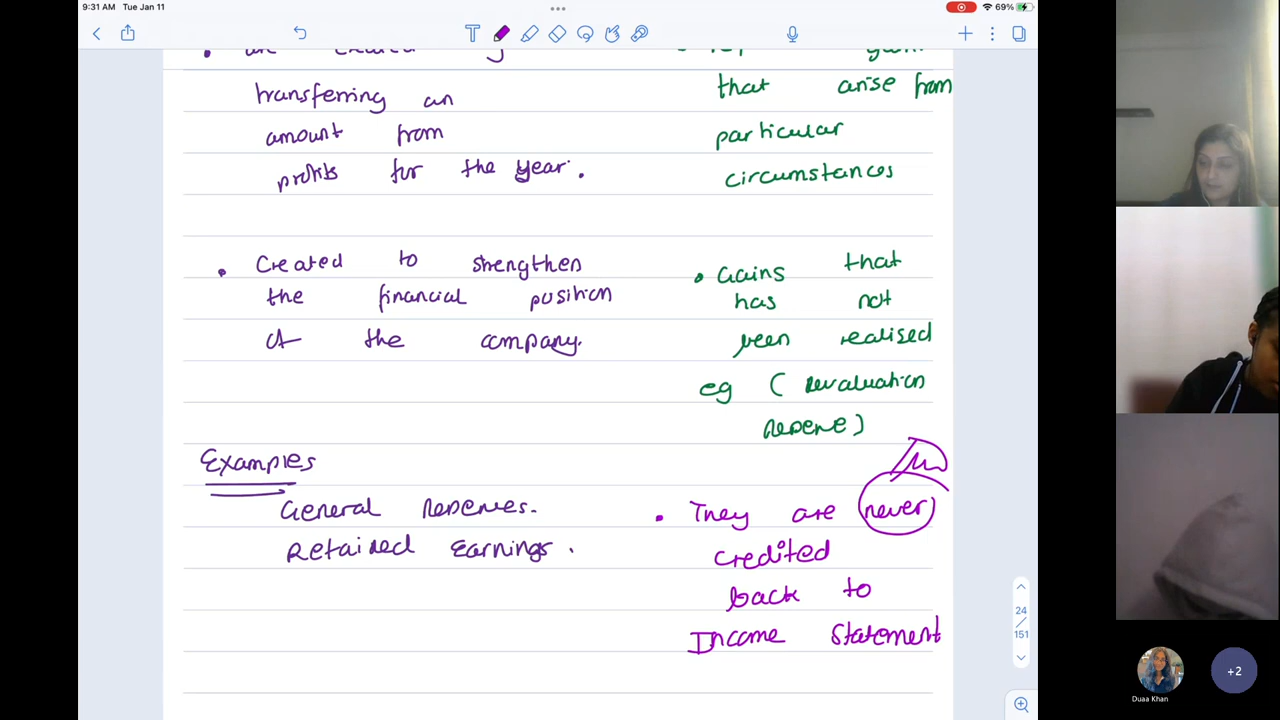 9:31 AM Tue Jan 11
69%
T
are created
transferring an
amount from
profits for the year.
• Created to strengthen
the financial position
of the company.
Examples
General Reserves.
Retained Earnings.
that arise from
particular
circumstances
• Gains that
has not
been realised
eg ( revaluation
reserve)
• They are never
credited
back to
Income Statement
24
/
151
Duaa Khan
+2